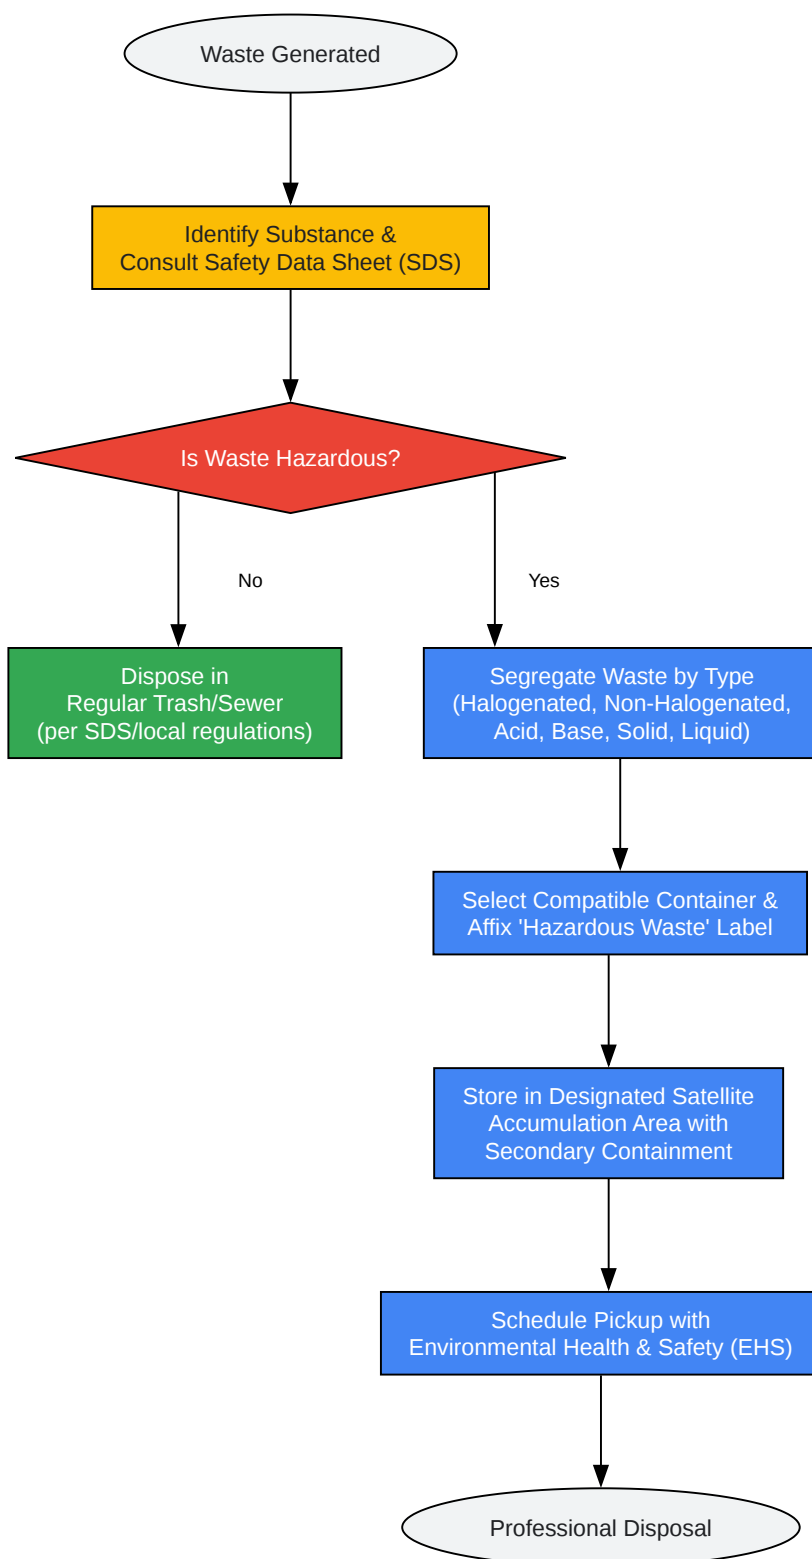 Waste Generated
Identify Substance &
Consult Safety Data Sheet (SDS)
Is Waste Hazardous?
No
Yes
Dispose in
Regular Trash/Sewer
(per SDS/local regulations)
Segregate Waste by Type
(Halogenated, Non-Halogenated,
Acid, Base, Solid, Liquid)
Select Compatible Container &
Affix 'Hazardous Waste' Label
Store in Designated Satellite
Accumulation Area with
Secondary Containment
Schedule Pickup with
Environmental Health & Safety (EHS)
Professional Disposal